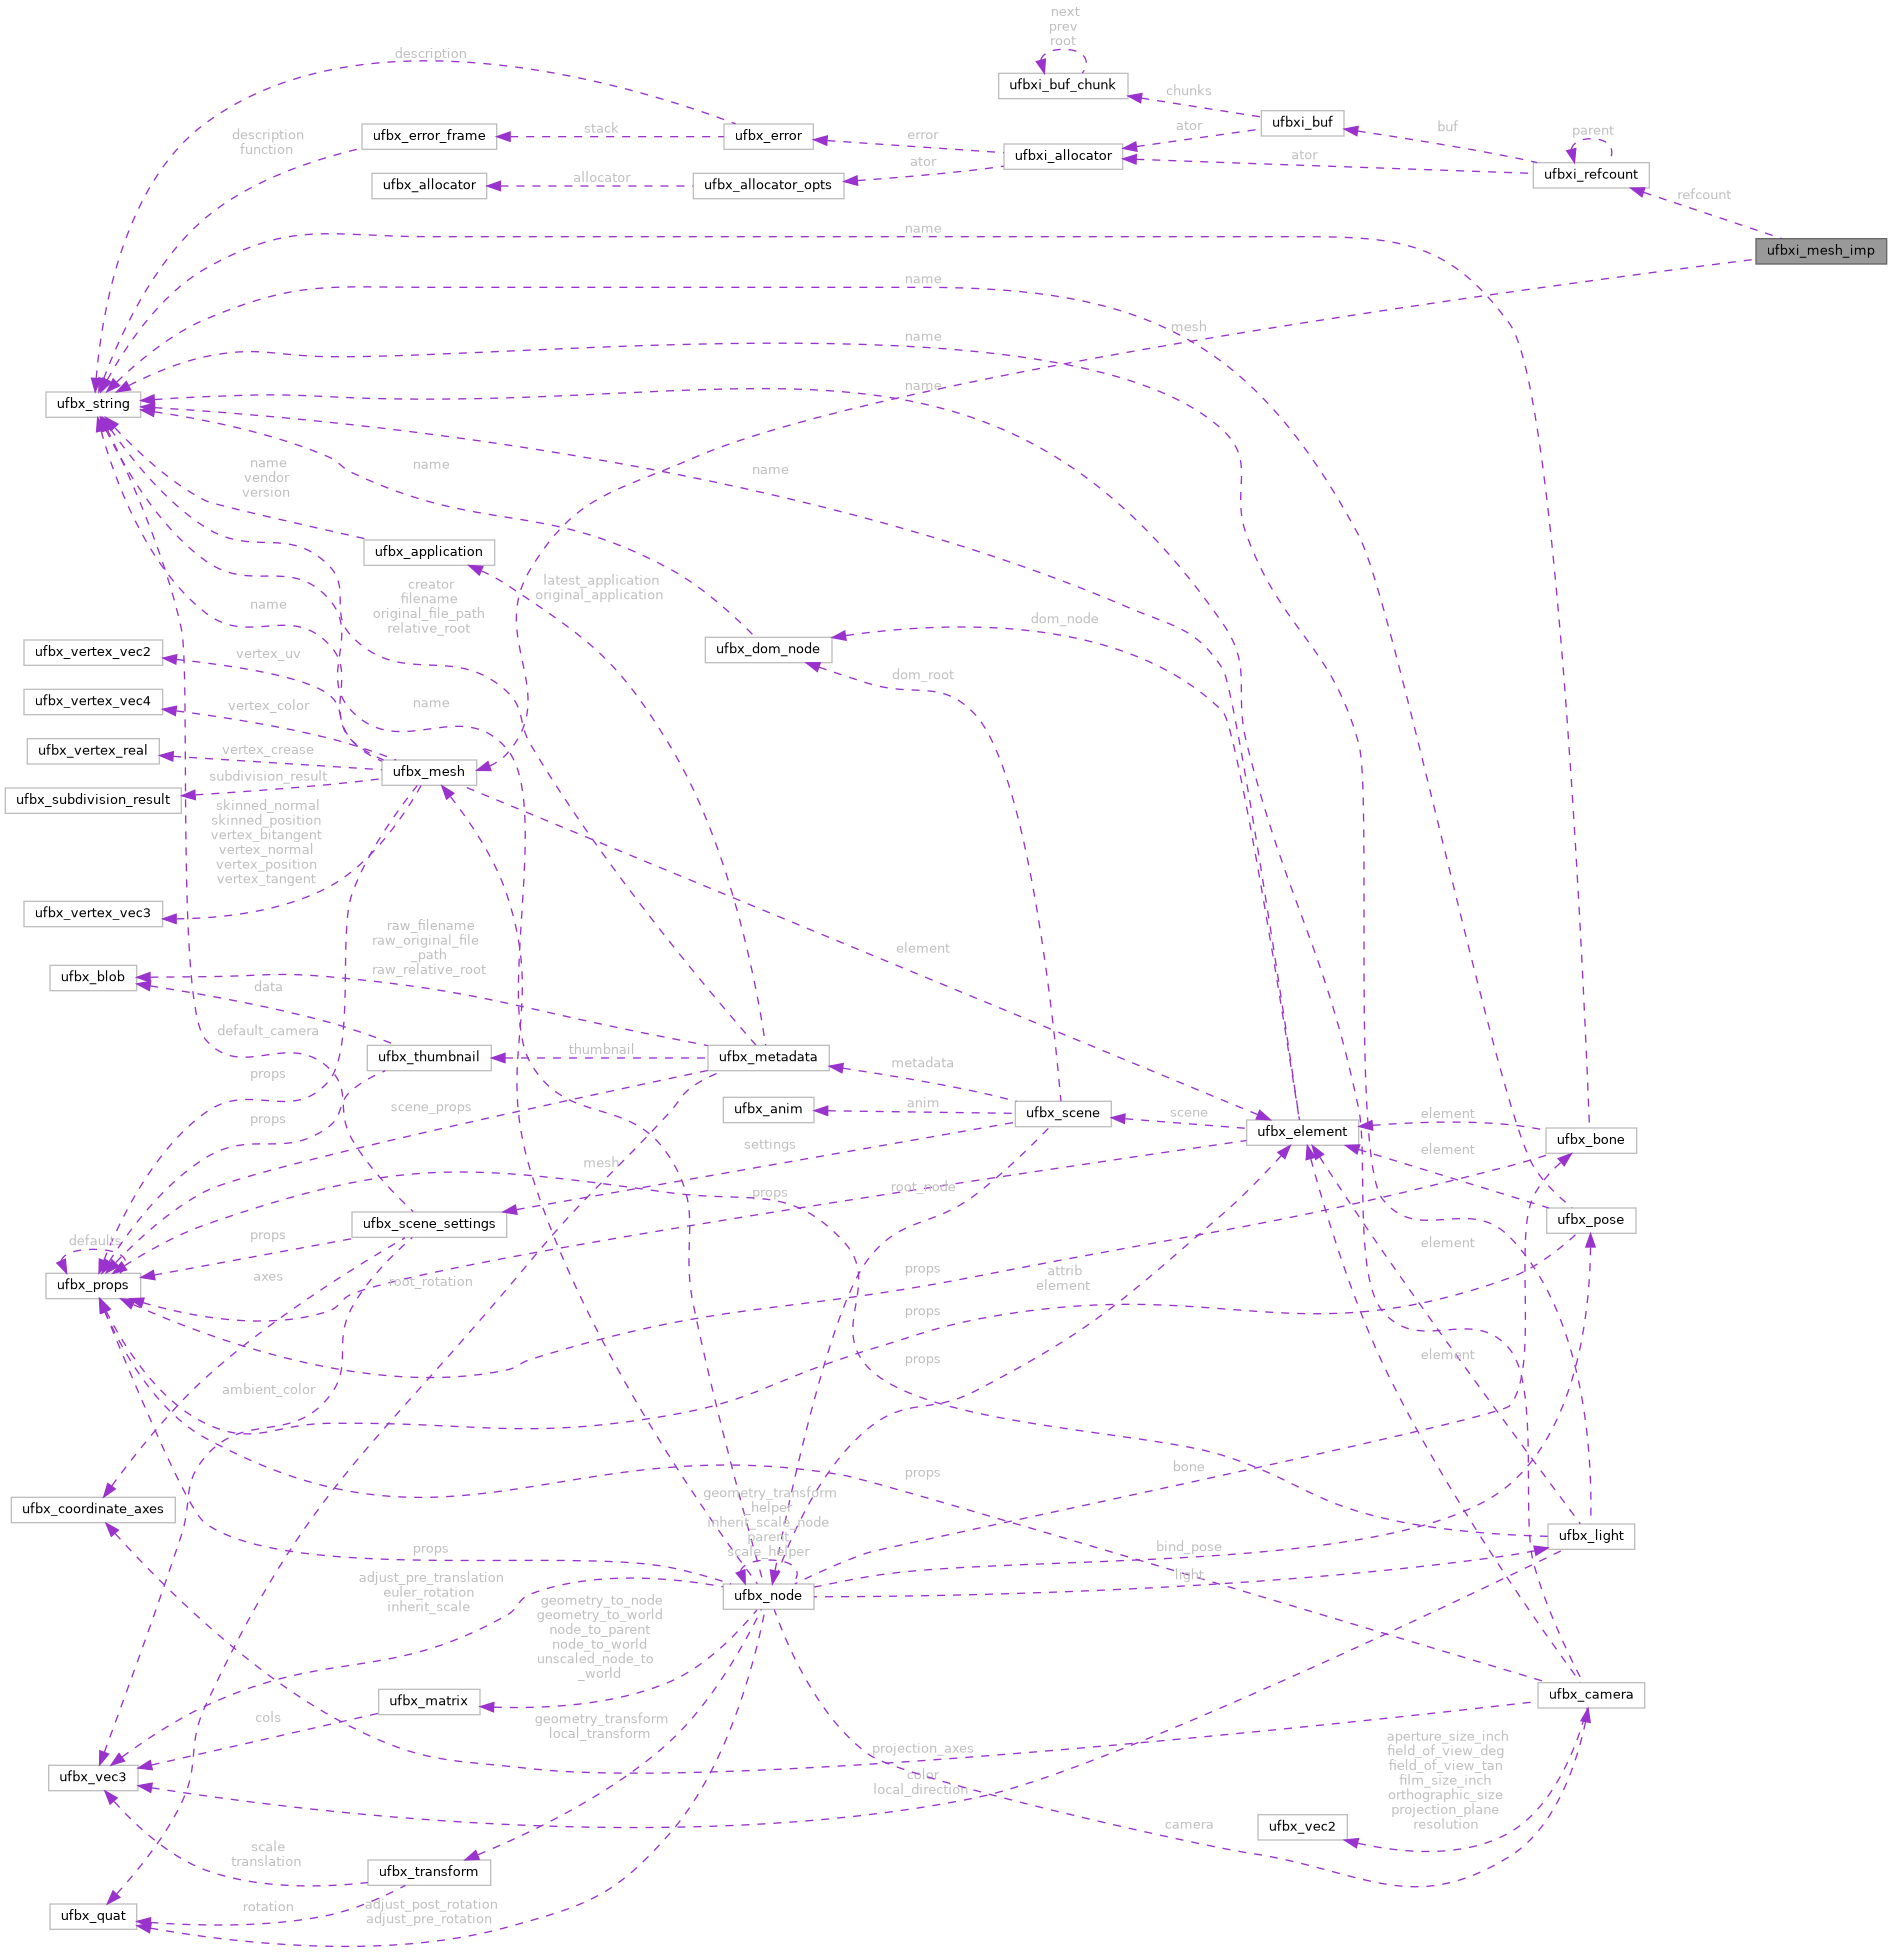 next
prev
root
description
ufbxi_buf_chunk
chunks
ufbxi_buf
description
function
ufbx_error_frame
stack
ufbx_error
error
ator
buf
parent
ufbxi_allocator
ator
ator
ufbx_allocator
allocator
ufbx_allocator_opts
ufbxi_refcount
refcount
name
ufbxi_mesh_imp
name
mesh
name
name
ufbx_string
name
vendor
version
name
name
ufbx_application
latest_application
original_application
creator
filename
original_file_path
relative_root
name
dom_node
ufbx_vertex_vec2
vertex_uv
ufbx_dom_node
dom_root
ufbx_vertex_vec4
vertex_color
name
ufbx_vertex_real
vertex_crease
ufbx_mesh
subdivision_result
ufbx_subdivision_result
skinned_normal
skinned_position
vertex_bitangent
vertex_normal
vertex_position
vertex_tangent
ufbx_vertex_vec3
raw_filename
raw_original_file
_path
raw_relative_root
element
ufbx_blob
data
default_camera
ufbx_thumbnail
thumbnail
ufbx_metadata
metadata
props
scene_props
ufbx_anim
anim
ufbx_scene
scene
element
props
ufbx_element
ufbx_bone
settings
element
mesh
props
root_node
ufbx_scene_settings
ufbx_pose
defaults
props
element
ufbx_props
axes
root_rotation
props
attrib
element
props
props
element
ambient_color
props
bone
ufbx_coordinate_axes
geometry_transform
_helper
inherit_scale_node
parent
scale_helper
ufbx_light
props
bind_pose
adjust_pre_translation
euler_rotation
inherit_scale
light
ufbx_node
geometry_to_node
geometry_to_world
node_to_parent
node_to_world
unscaled_node_to
_world
ufbx_matrix
ufbx_camera
cols
geometry_transform
local_transform
projection_axes
aperture_size_inch
field_of_view_deg
field_of_view_tan
film_size_inch
orthographic_size
projection_plane
resolution
ufbx_vec3
color
local_direction
camera
ufbx_vec2
scale
translation
ufbx_transform
rotation
adjust_post_rotation
adjust_pre_rotation
ufbx_quat